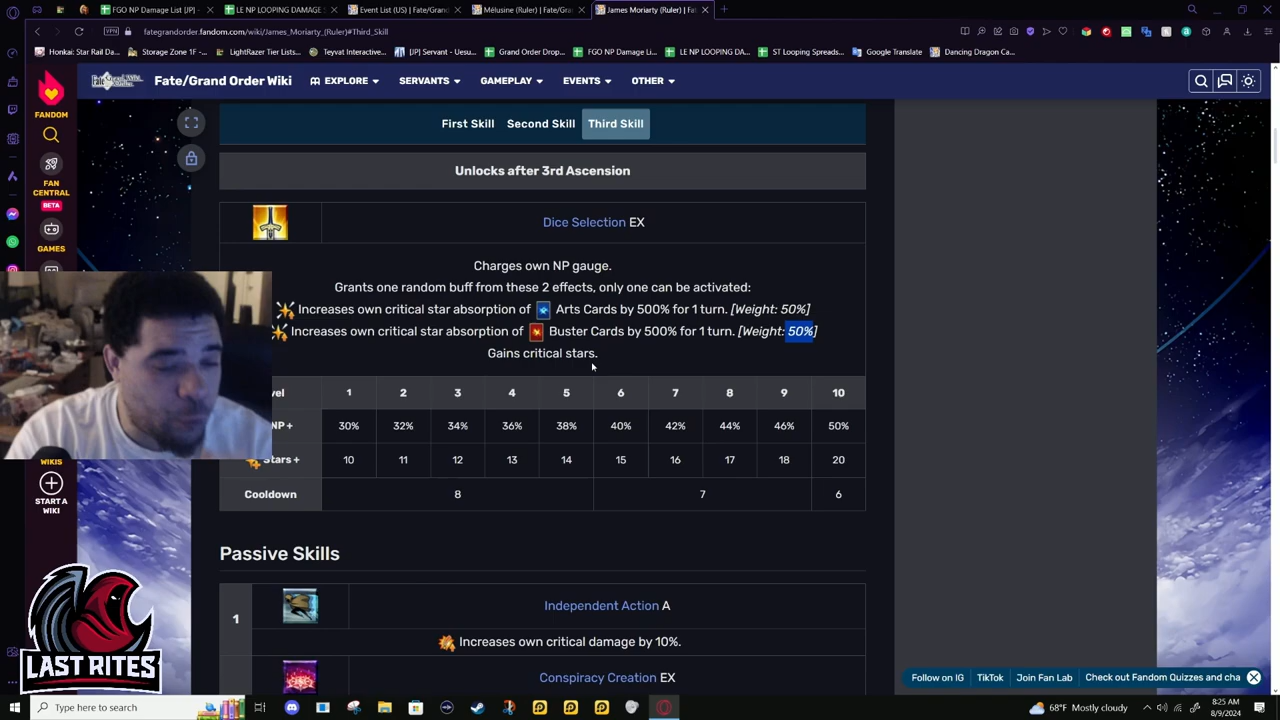 FGO NP Damage List (JP) -
LE NP LOOPING DAMAGE
Event List (US) | Fate/Grand
Mélusine (Ruler) | Fate/Gran
James Moriarty (Ruler) | Fat
VPN
fategrandorder.fandom.com/wiki/James_Moriarty_(Ruler)#Third_Skill
Honkai: Star Rail Da...
Storage Zone 1F -...
LightRazer Tier Lists...
Teyvat Interactive...
[JP] Servant - Uesu...
Grand Order Drop...
FGO NP Damage Li...
LE NP LOOPING DA...
ST Looping Spreads...
Google Translate
Dancing Dragon Ca...
Fate/Grand Order Wiki
EXPLORE
SERVANTS
GAMEPLAY
EVENTS
OTHER
FANDOM
FAN CENTRAL
BETA
GAMES
WIKIS
START A WIKI
First Skill
Second Skill
Third Skill
Unlocks after 3rd Ascension
Dice Selection EX
Charges own NP gauge.
Grants one random buff from these 2 effects, only one can be activated:
Increases own critical star absorption of Arts Cards by 500% for 1 turn. [Weight: 50%]
Increases own critical star absorption of Buster Cards by 500% for 1 turn. [Weight: 50%]
Gains critical stars.
vel 1 2 3 4 5 6 7 8 9 10
NP + 30% 32% 34% 36% 38% 40% 42% 44% 46% 50%
Stars + 10 11 12 13 14 15 16 17 18 20
Cooldown 8 7 6
Passive Skills
1
Independent Action A
Increases own critical damage by 10%.
Conspiracy Creation EX
LAST RITES
Follow on IG
TikTok
Join Fan Lab
Check out Fandom Quizzes and cha
Type here to search
68°F Mostly cloudy
8:25 AM
8/9/2024